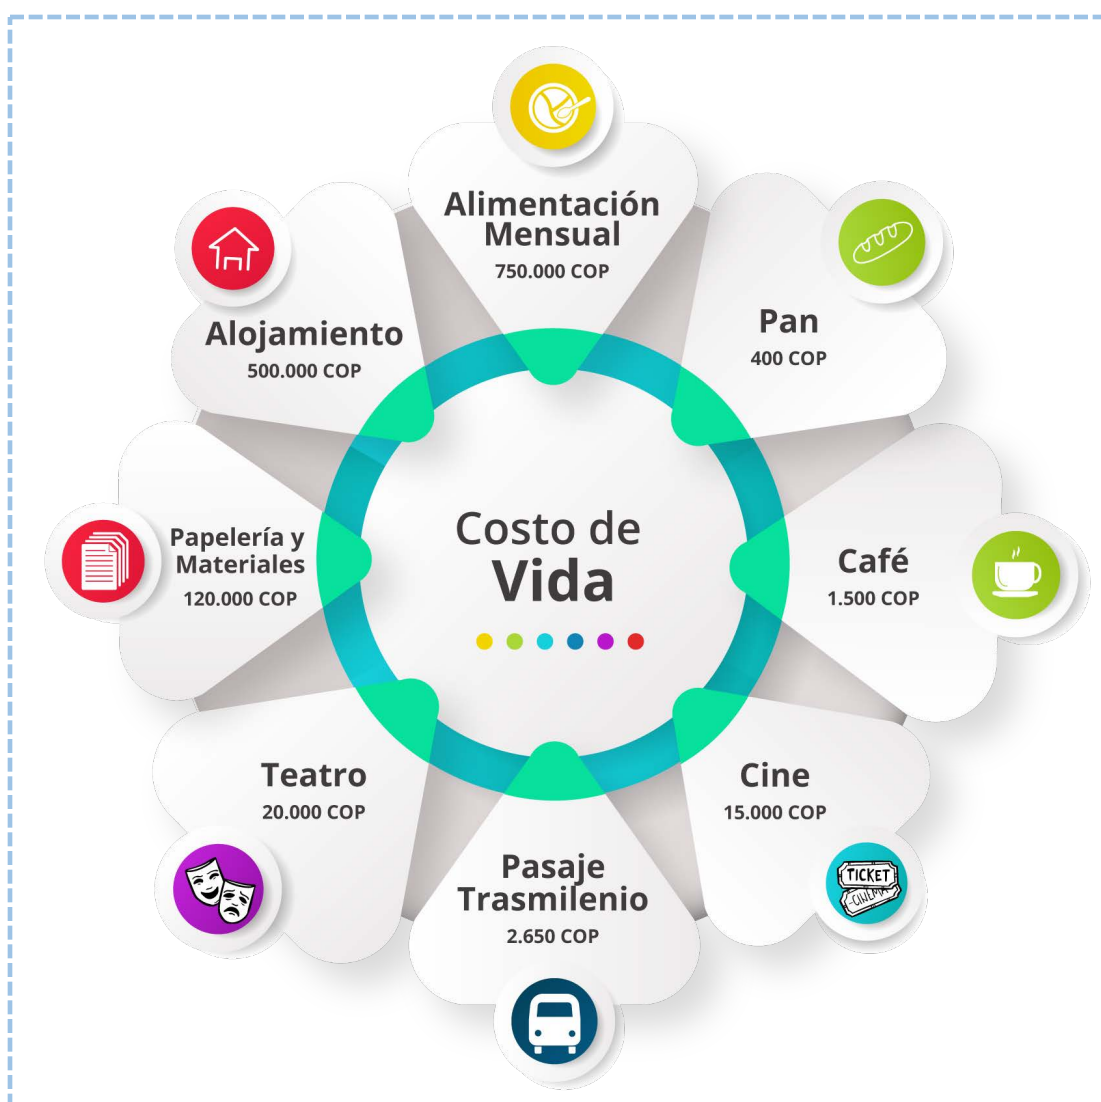 Costo de
Vida
Alimentación
Mensual
750.000 COP
Pan
400 COP
Café
1.500 COP
Cine
15.000 COP
TICKET
CINEMA
Pasaje
Trasmilenio
2.650 COP
Teatro
20.000 COP
Papelería y
Materiales
120.000 COP
Alojamiento
500.000 COP